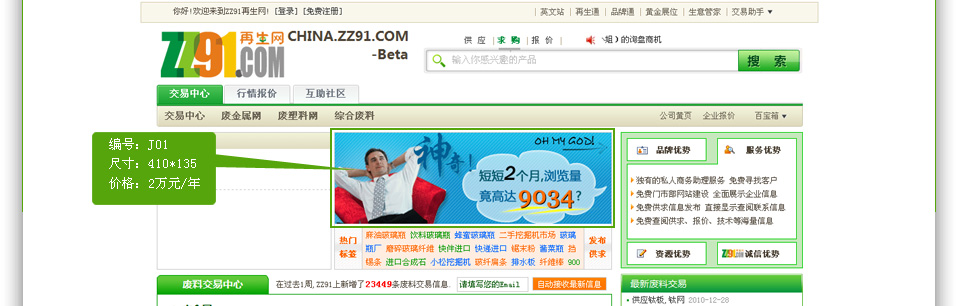 你好!欢迎来到ZZ91再生网! [登录] [免费注册]
英文站 | 再生通 | 品牌通 | 黄金展位 | 生意管家 | 交易助手
ZZ91.COM 再生网 CHINA.ZZ91.COM
-Beta
供 应 | 求 购 | 报 价 |
组) 的询盘商机
输入你感兴趣的产品
搜 索
交易中心 行情报价 互助社区
交易中心 废金属网 废塑料网 综合废料
公司黄页 企业报价 百宝箱
编号: J01
尺寸: 410*135
价格: 2万元/年
神奇!
OH MY GOD!
短短2个月,浏览量
竟高达9034?
品牌优势 服务优势
独有的私人商务助理服务 免费寻找客户
免费门市部网站建设 全面展示企业信息
免费供求信息发布 直接显示查阅联系信息
免费查阅供求、报价、技术等海量信息
资源优势 ZZ91诚信优势
热门
标签
麻油玻璃瓶 饮料玻璃瓶 蜂蜜玻璃瓶 二手挖掘机市场 玻璃
瓶厂 磨碎玻璃纤维 快件进口 快递进口 锯末粉 酱菜瓶 挡
锡条 进口合成石 小松挖掘机 碳纤肩条 排水板 纤维棒 900
发布
供求
废料交易中心
在过去1周, ZZ91上新增了23449条废料交易信息.
请填写您的Email
自动接收最新信息
最新废料交易
供应钛板, 钛网 2010-12-28